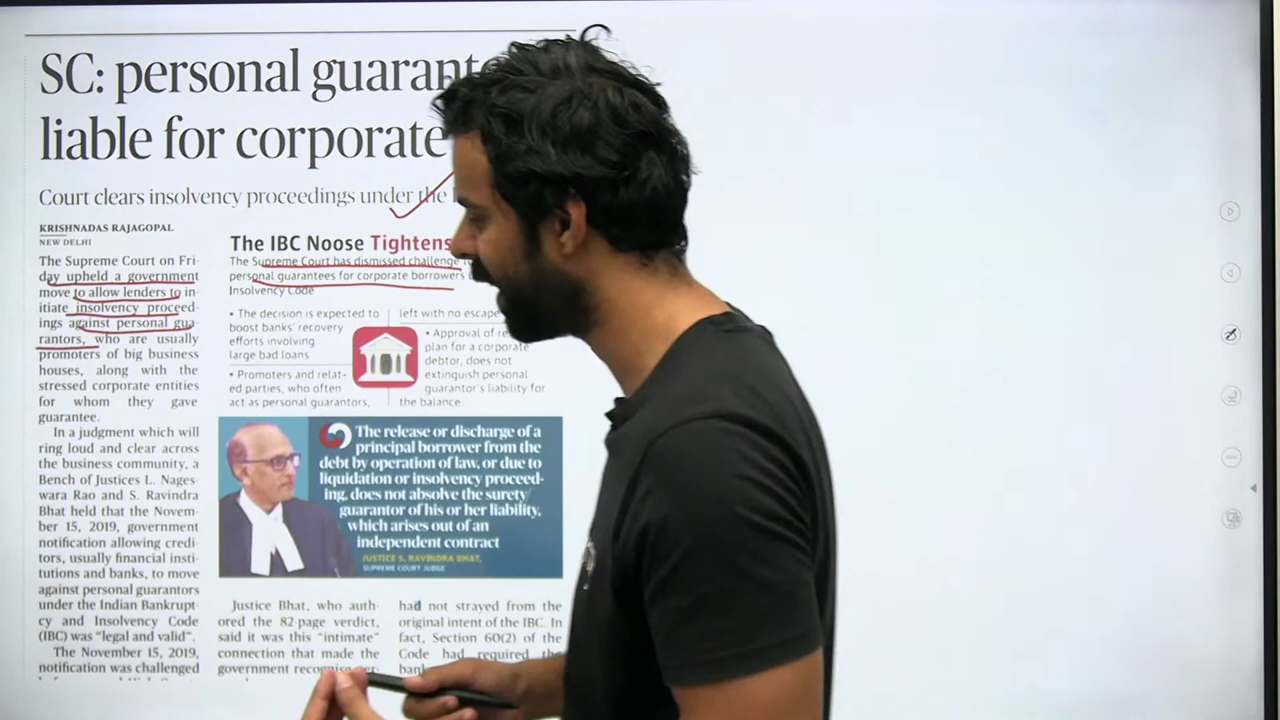 SC: personal
liable for corporate
Court clears insolvency proceedings under the
KRISHNADAS RAJAGOPAL
NEW DELHI
The Supreme Court on Fri-
day upheld a government
move to allow lenders to in-
itiate insolvency proceed-
ings against personal gua-
rantors, who are usually
promoters of big business
houses, along with the
stressed corporate entities
for whom they gave
guarantee.
In a judgment which will
ring loud and clear across
the business community, a
Bench of Justices L. Nages-
wara Rao and S. Ravindra
Bhat held that the Novem-
ber 15, 2019, government
notification allowing credi-
tors, usually financial insti-
tutions and banks, to move
against personal guarantors
under the Indian Bankrupt-
cy and Insolvency Code
(IBC) was “legal and valid”.
The November 15, 2019,
notification was challenged
The IBC Noose Tightens
The Supreme Court has dismissed challenge
personal guarantees for corporate borrowers
Insolvency Code
• The decision is expected to
boost banks' recovery
efforts involving
large bad loans
• Promoters and relat-
ed parties, who often
act as personal guarantors,
left with no escape
• Approval of
plan for a corporate
debtor, does not
extinguish personal
guarantor's liability for
the balance
The release or discharge of a
principal borrower from the
debt by operation of law, or due to
liquidation or insolvency proceed-
ing, does not absolve the surety/
guarantor of his or her liability,
which arises out of an
independent contract
JUSTICE S. RAVINDRA BHAT,
SUPREME COURT JUDGE
Justice Bhat, who auth-
ored the 82-page verdict,
said it was this “intimate”
connection that made the
government recognise
had not strayed from the
original intent of the IBC. In
fact, Section 60(2) of the
Code had required the